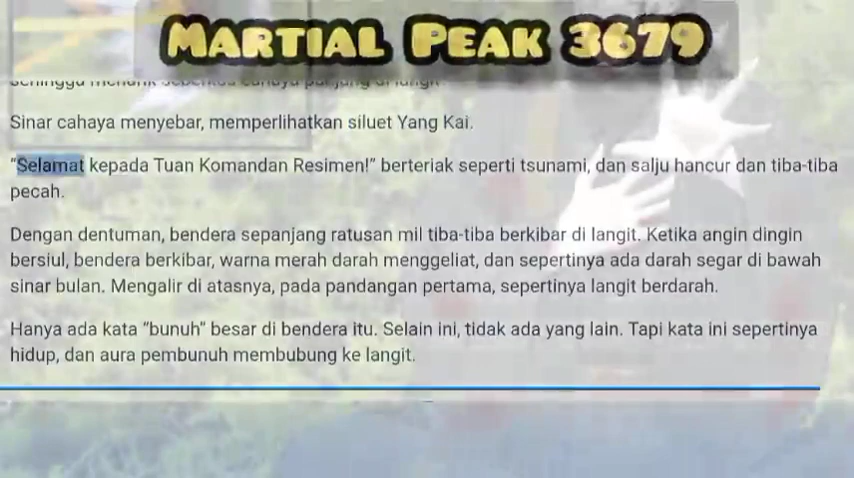 MARTIAL PEAK 3679
Sinar cahaya menyebar, memperlihatkan siluet Yang Kai.
“Selamat kepada Tuan Komandan Resimen!” berteriak seperti tsunami, dan salju hancur dan tiba-tiba
pecah.
Dengan dentuman, bendera sepanjang ratusan mil tiba-tiba berkibar di langit. Ketika angin dingin
bersiul, bendera berkibar, warna merah darah menggeliat, dan sepertinya ada darah segar di bawah
sinar bulan. Mengalir di atasnya, pada pandangan pertama, sepertinya langit berdarah.
Hanya ada kata “bunuh” besar di bendera itu. Selain ini, tidak ada yang lain. Tapi kata ini sepertinya
hidup, dan aura pembunuh membubung ke langit.